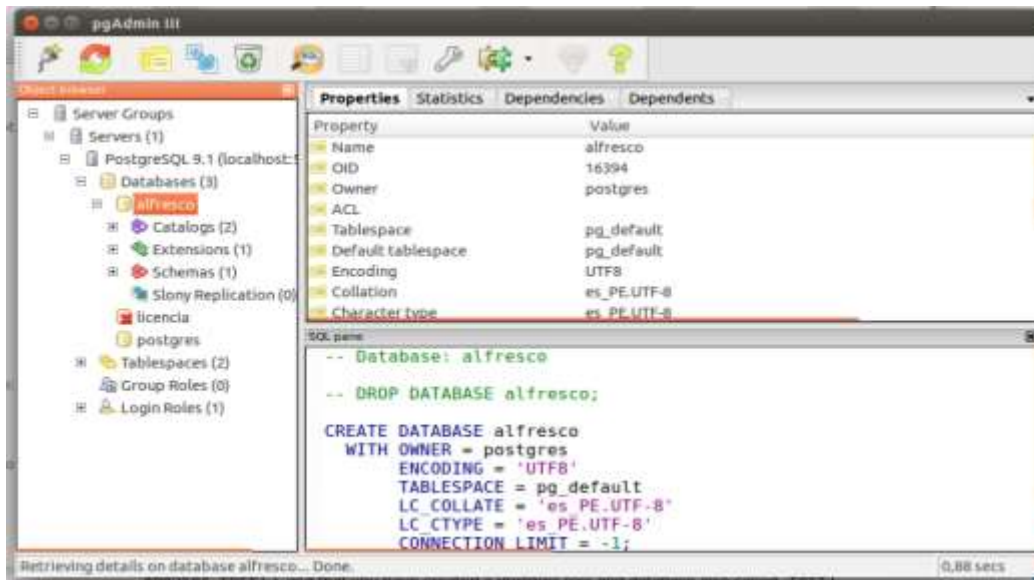 pgAdmin III
Object browser
Server Groups
Servers (1)
PostgreSQL 9.1 (localhost:5
Databases (3)
alfresco
Catalogs (2)
Extensions (1)
Schemas (1)
Slony Replication (0)
licencia
postgres
Tablespaces (2)
Group Roles (0)
Login Roles (1)
Properties Statistics Dependencies Dependents
Property Value
Name alfresco
OID 16394
Owner postgres
ACL
Tablespace pg_default
Default tablespace pg_default
Encoding UTF8
Collation es_PE.UTF-8
Character type es_PE.UTF-8
SQL pane
-- Database: alfresco
-- DROP DATABASE alfresco;
CREATE DATABASE alfresco
WITH OWNER = postgres
ENCODING = 'UTF8'
TABLESPACE = pg_default
LC_COLLATE = 'es_PE.UTF-8'
LC_CTYPE = 'es_PE.UTF-8'
CONNECTION LIMIT = -1;
Retrieving details on database alfresco... Done. 0,88 secs